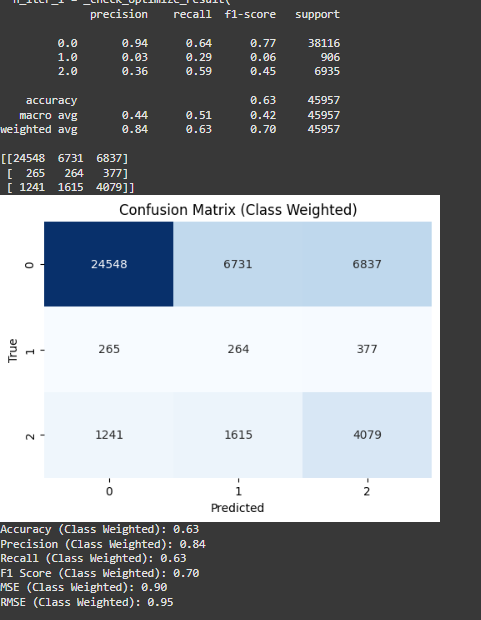 n_iter_i = _check_optimize_result(
precision recall f1-score support
0.0 0.94 0.64 0.77 38116
1.0 0.03 0.29 0.06 906
2.0 0.36 0.59 0.45 6935
accuracy 0.63 45957
macro avg 0.44 0.51 0.42 45957
weighted avg 0.84 0.63 0.70 45957
[[24548 6731 6837]
[ 265 264 377]
[ 1241 1615 4079]]
Confusion Matrix (Class Weighted)
0 24548 6731 6837
1 265 264 377
2 1241 1615 4079
True
0 1 2
Predicted
Accuracy (Class Weighted): 0.63
Precision (Class Weighted): 0.84
Recall (Class Weighted): 0.63
F1 Score (Class Weighted): 0.70
MSE (Class Weighted): 0.90
RMSE (Class Weighted): 0.95